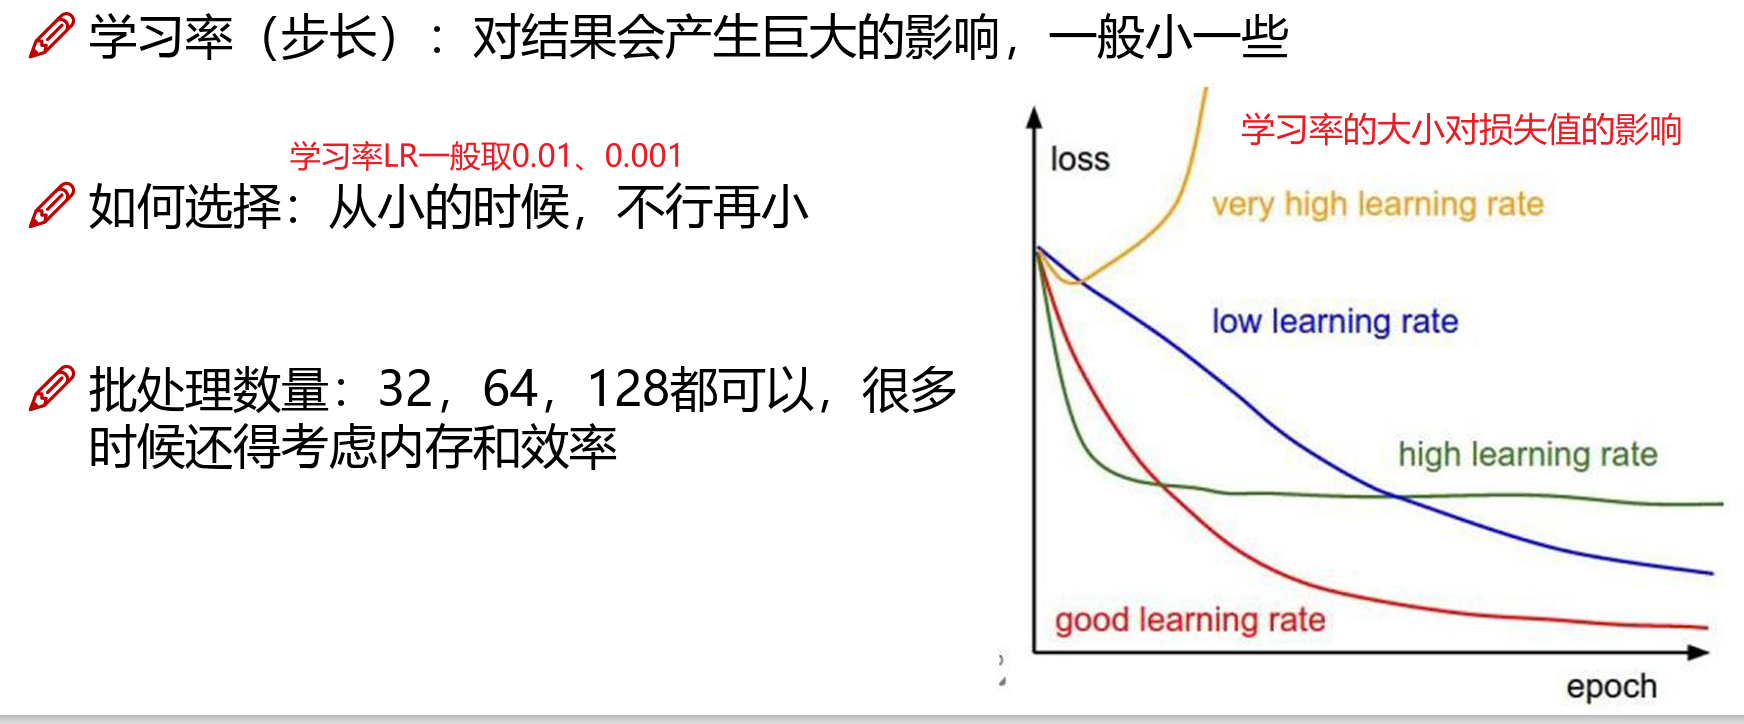 学习率（步长）：对结果会产生巨大的影响，一般小一些
学习率LR一般取0.01、0.001
如何选择：从小的时候，不行再小
批处理数量：32，64，128都可以，很多
时候还得考虑内存和效率
学习率的大小对损失值的影响
loss
very high learning rate
low learning rate
high learning rate
good learning rate
epoch